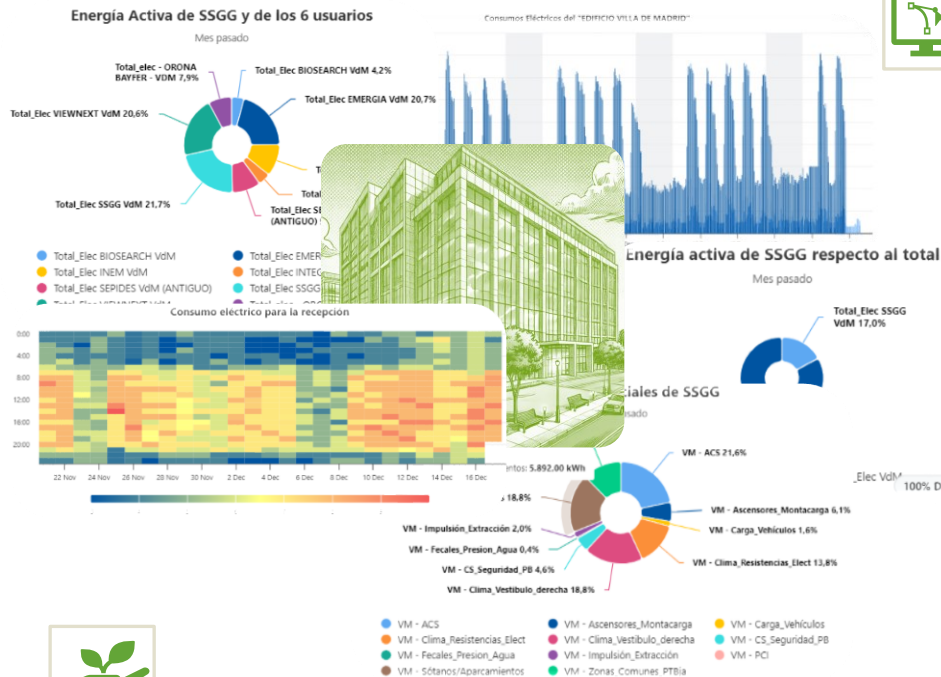 Energía Activa de SSGG y de los 6 usuarios
Mes pasado
Total_elec - ORONA
BAYFER - VDM 7,9%
Total_Elec BIOSEARCH VdM 4,2%
Total_Elec EMERGIA VdM 20,7%
Total_Elec VIEWNEXT VdM 20,6%
Total_Elec SSGG VdM 21,7%
Total
Total_Elec SE
(ANTIGUO)
Total_Elec BIOSEARCH VdM
Total_Elec EMER
Total_Elec INEM VdM
Total_Elec INTEG
Total_Elec SEPIDES VdM (ANTIGUO)
Total_Elec SSGG
Consumos Eléctricos del "EDIFICIO VILLA DE MADRID"
Energía activa de SSGG respecto al total
Mes pasado
Total_Elec SSGG
VdM 17,0%
_Elec VdM
100% D
Consumo eléctrico para la recepción
0:00
4:00
8:00
12:00
16:00
20:00
22 Nov 24 Nov 26 Nov 28 Nov 30 Nov 2 Dec 4 Dec 6 Dec 8 Dec 10 Dec 12 Dec 14 Dec 16 Dec
ciales de SSGG
sado
entos: 5.892,00 kWh
s 18,8%
VM - ACS 21,6%
VM - Ascensores_Montacarga 6,1%
VM - Carga_Vehículos 1,6%
VM - Clima_Resistencias_Elect 13,8%
VM - Impulsión_Extracción 2,0%
VM - Fecales_Presion_Agua 0,4%
VM - CS_Seguridad_PB 4,6%
VM - Clima_Vestibulo_derecha 18,8%
VM - ACS
VM - Ascensores_Montacarga
VM - Carga_Vehículos
VM - Clima_Resistencias_Elect
VM - Clima_Vestibulo_derecha
VM - CS_Seguridad_PB
VM - Fecales_Presion_Agua
VM - Impulsión_Extracción
VM - PCI
VM - Sótanos/Aparcamientos
VM - Zonas_Comunes_PTBja